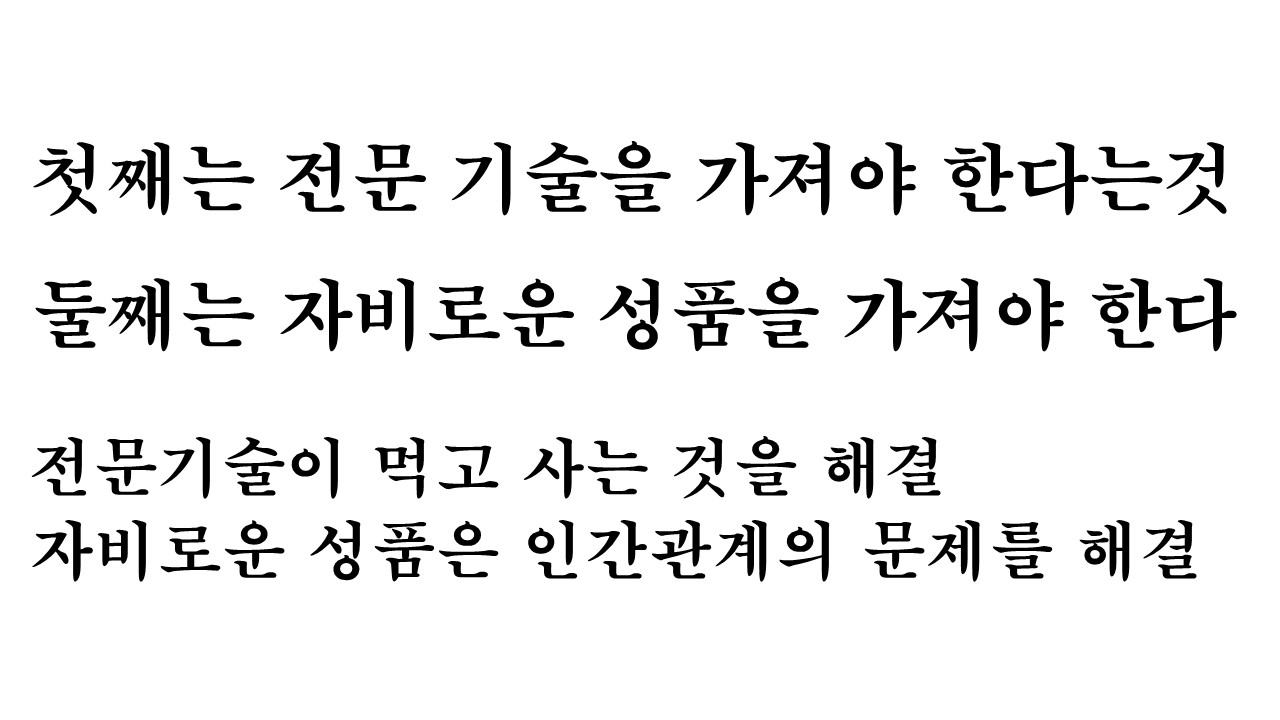 첫째는 전문 기술을 가져야 한다는것
둘째는 자비로운 성품을 가져야 한다
전문기술이 먹고 사는 것을 해결
자비로운 성품은 인간관계의 문제를 해결